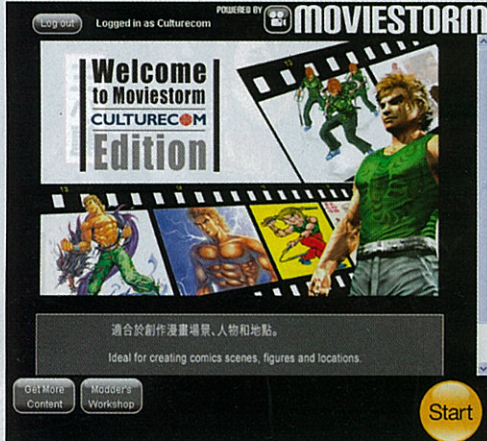 POWERED BY
MOVIESTORM
Log out
Logged in as Culturecom
Welcome
to Moviestorm
CULTURECOM
Edition
適合於創作漫畫場景、人物和地點。
Ideal for creating comics scenes, figures and locations.
Get More
Content
Modder's
Workshop
Start